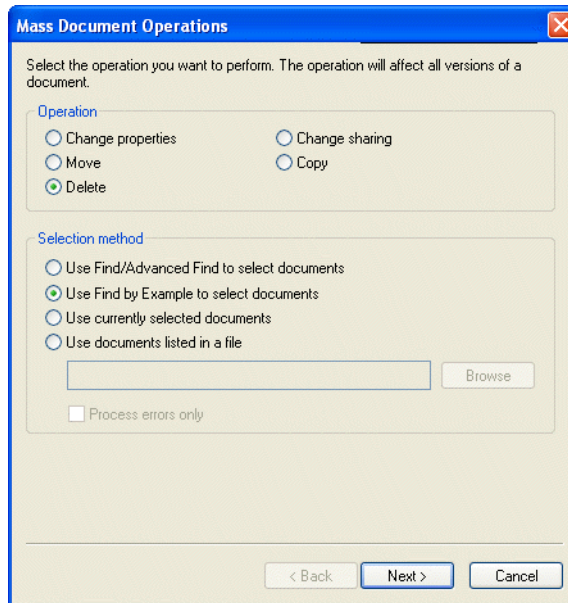 Mass Document Operations
Select the operation you want to perform. The operation will affect all versions of a
document.
Operation
Change properties Change sharing
Move Copy
Delete
Selection method
Use Find/Advanced Find to select documents
Use Find by Example to select documents
Use currently selected documents
Use documents listed in a file
Browse
Process errors only
< Back Next > Cancel